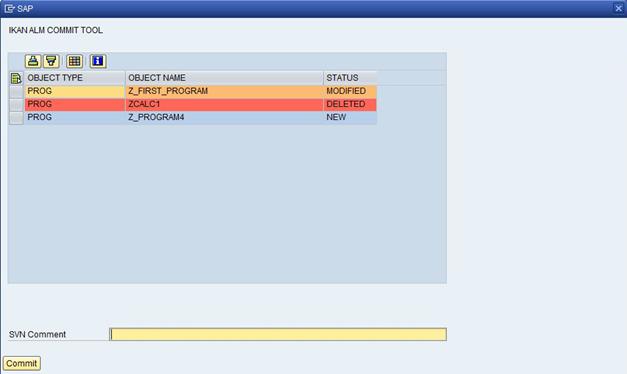 SAP
IKAN ALM COMMIT TOOL
OBJECT TYPE OBJECT NAME STATUS
PROG Z_FIRST_PROGRAM MODIFIED
PROG ZCALC1 DELETED
PROG Z_PROGRAM4 NEW
SVN Comment
Commit